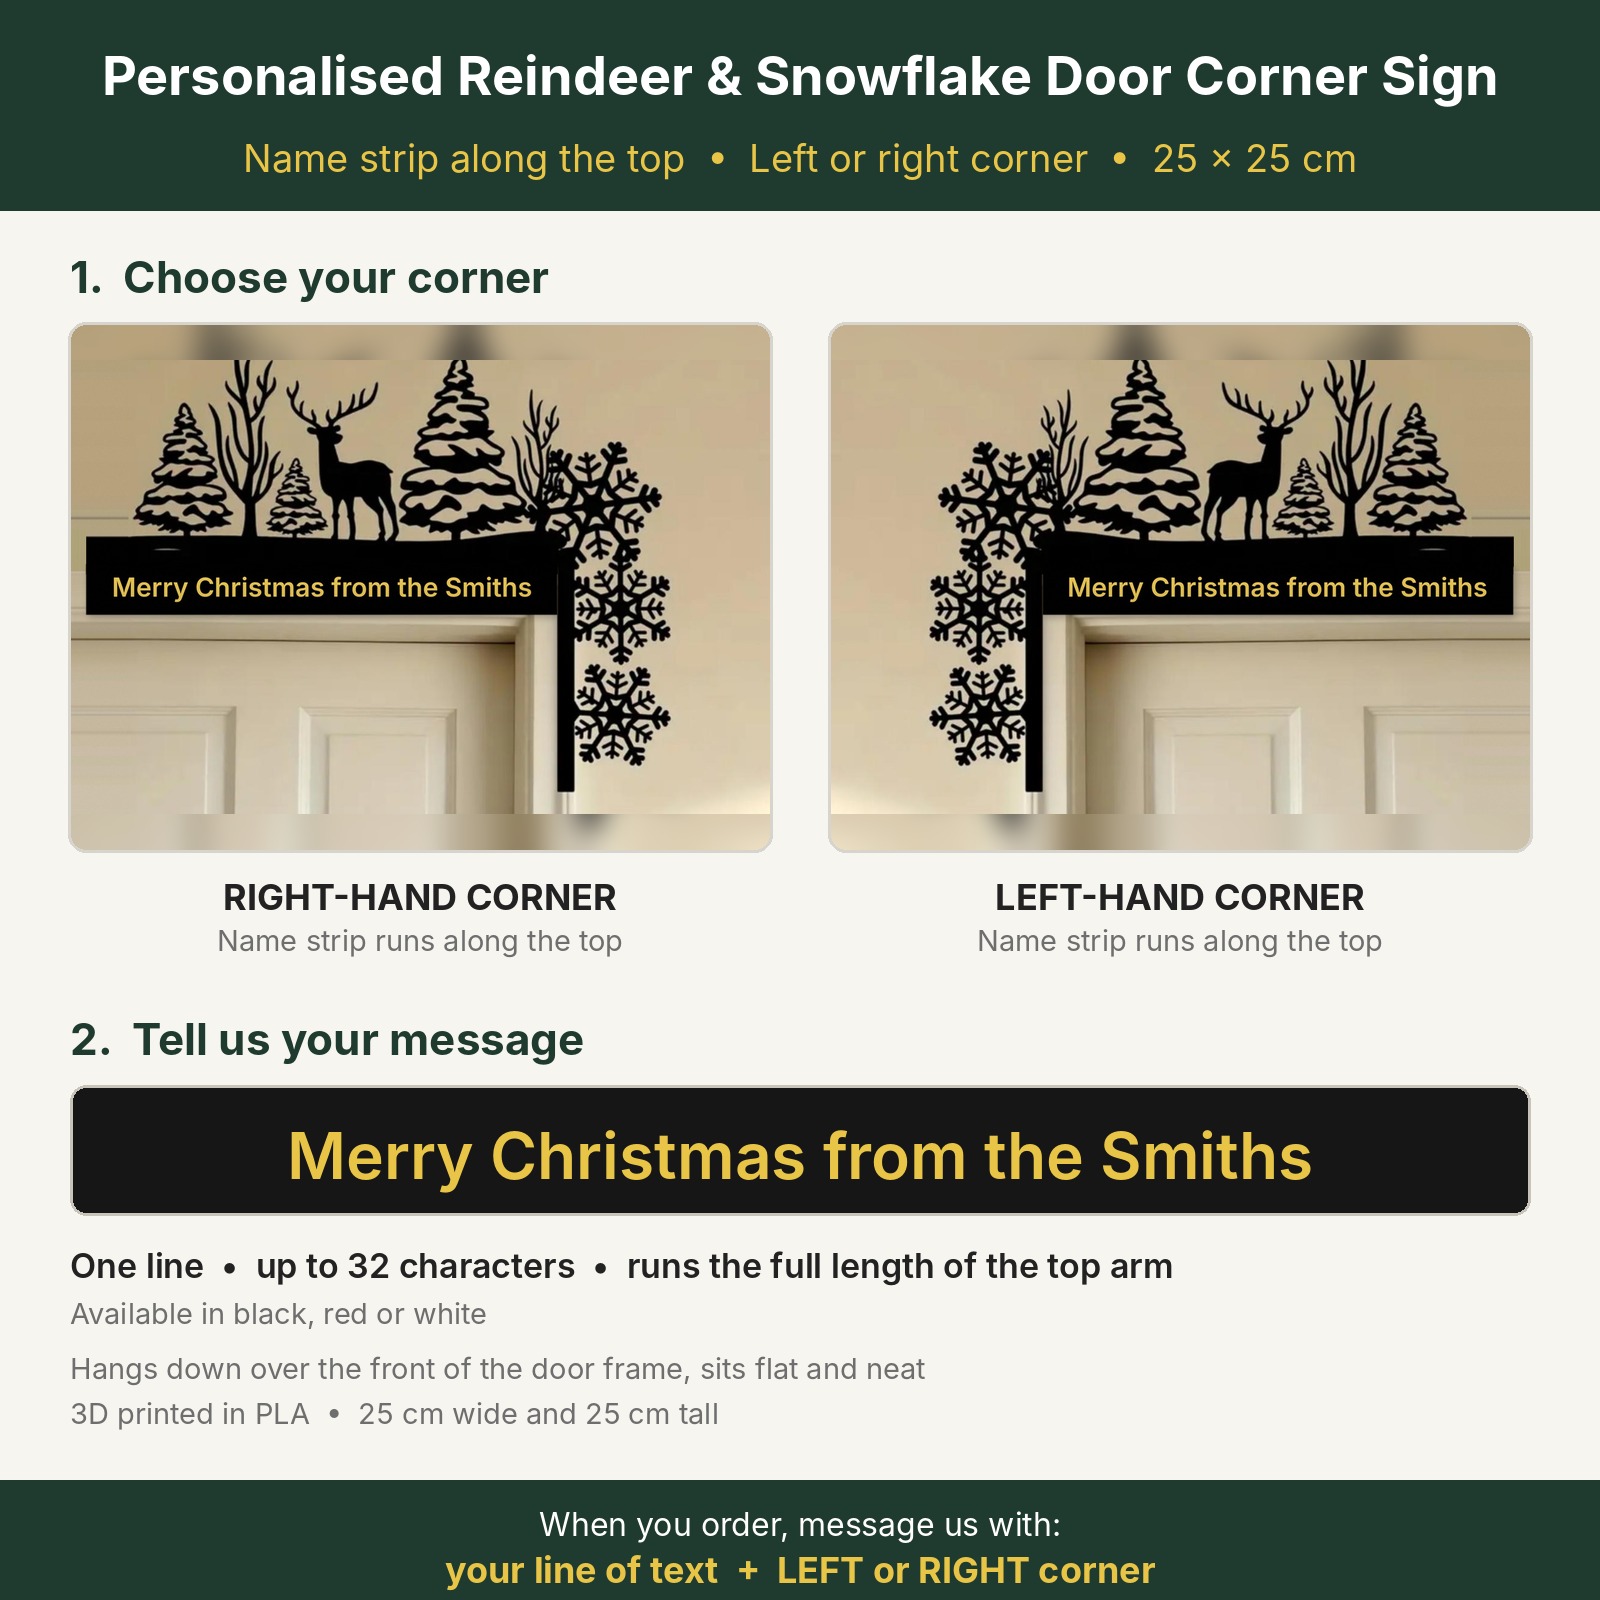 Personalised Reindeer & Snowflake Door Corner Sign
Name strip along the top • Left or right corner • 25 × 25 cm
1. Choose your corner
Merry Christmas from the Smiths
Merry Christmas from the Smiths
RIGHT-HAND CORNER
Name strip runs along the top
LEFT-HAND CORNER
Name strip runs along the top
2. Tell us your message
Merry Christmas from the Smiths
One line • up to 32 characters • runs the full length of the top arm
Available in black, red or white
Hangs down over the front of the door frame, sits flat and neat
3D printed in PLA • 25 cm wide and 25 cm tall
When you order, message us with:
your line of text + LEFT or RIGHT corner